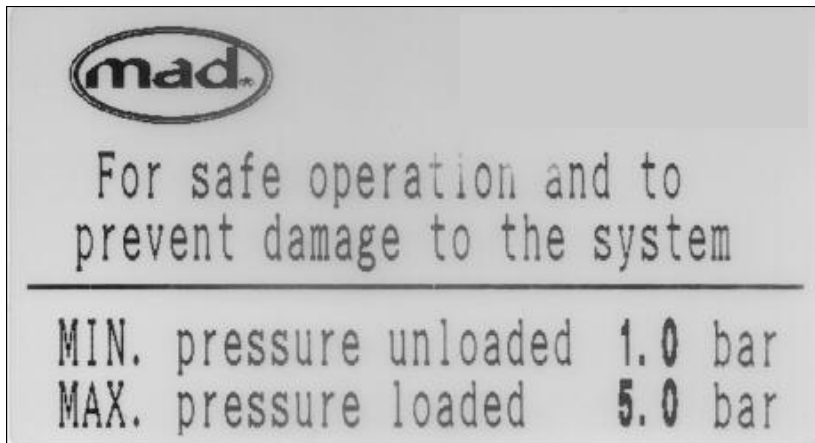 mad
For safe operation and to
prevent damage to the system
MIN. pressure unloaded 1.0 bar
MAX. pressure loaded 5.0 bar